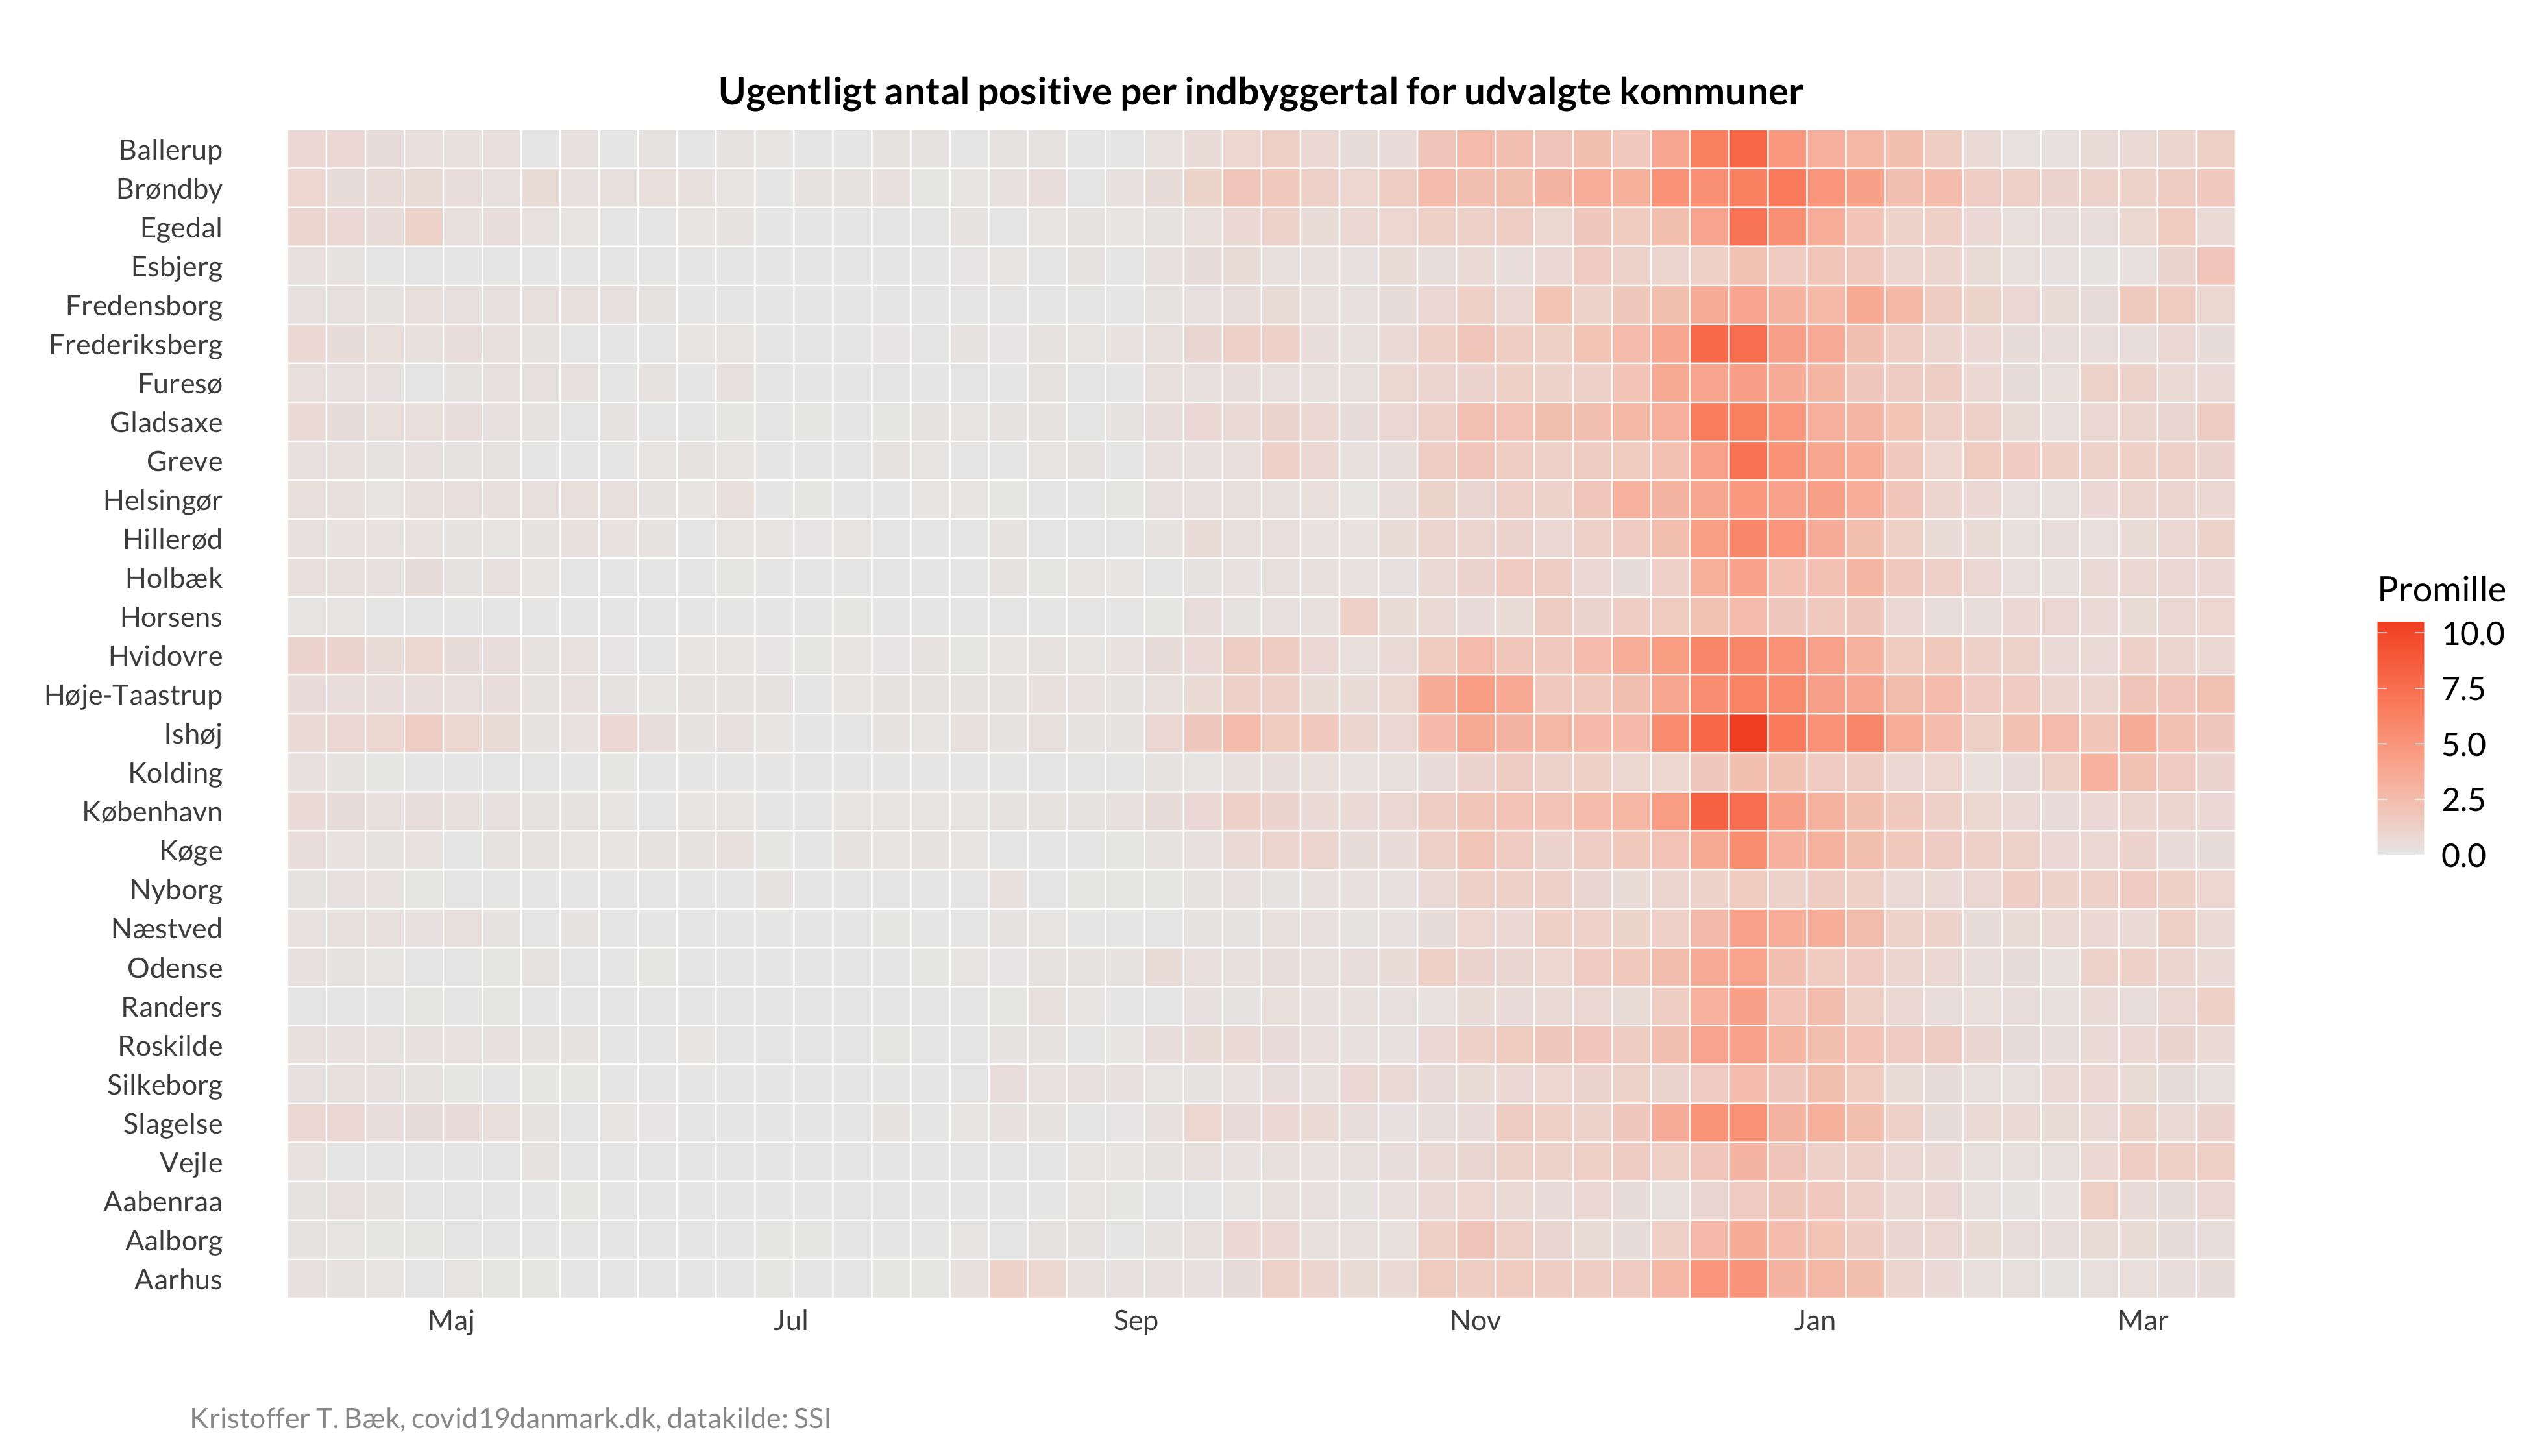 Ugentligt antal positive per indbyggertal for udvalgte kommuner
Ballerup
Brøndby
Egedal
Esbjerg
Fredensborg
Frederiksberg
Furesø
Gladsaxe
Greve
Helsingør
Hillerød
Holbæk
Horsens
Hvidovre
Høje-Taastrup
Ishøj
Kolding
København
Køge
Nyborg
Næstved
Odense
Randers
Roskilde
Silkeborg
Slagelse
Vejle
Aabenraa
Aalborg
Aarhus
Maj Jul Sep Nov Jan Mar
Promille
10.0
7.5
5.0
2.5
0.0
Kristoffer T. Bæk, covid19danmark.dk, datakilde: SSI